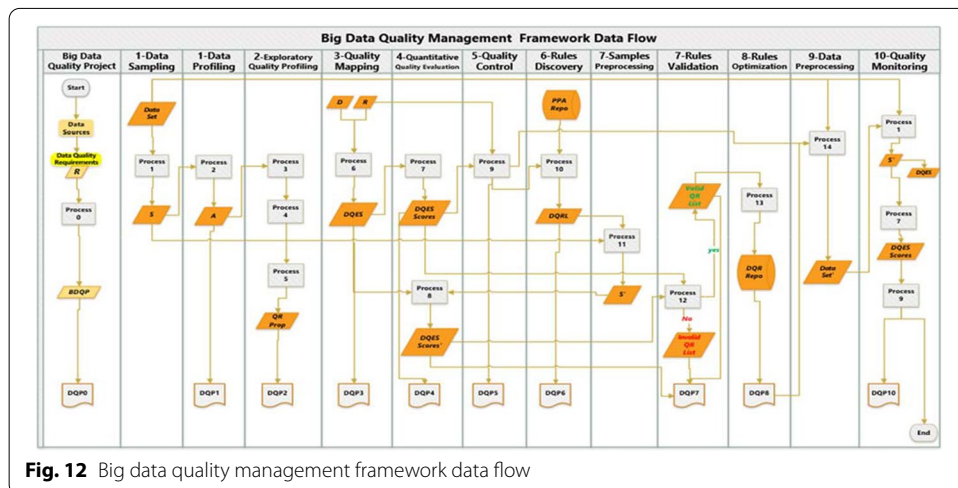 Big Data Quality Management Framework Data Flow
Big Data
Quality Project
1-Data
Sampling
1-Data
Profiling
2-Exploratory
Quality Profiling
3-Quality
Mapping
4-Quantitative
Quality Evaluation
5-Quality
Control
6-Rules
Discovery
7-Samples
Preprocessing
7-Rules
Validation
8-Rules
Optimization
9-Data
Preprocessing
10-Quality
Monitoring
Start
Data
Sources
Data Quality
Requirements
R
Process
0
BDQP
DQP0
Data
Set
Process
1
S
Process
2
A
DQP1
Process
3
Process
4
Process
5
QR
Prop
DQP2
D
R
Process
6
DQES
DQP3
Process
7
DQES
Scores
Process
8
DQES
Scores'
DQP4
Process
9
DQP5
PPA
Repo
Process
10
DQRL
DQP6
Process
11
S'
Valid
QR
List
yes
Process
12
No
Invalid
QR
List
DQP7
Process
13
DQR
Repo
DQP8
Process
14
Data
Set'
Process
1
S'
DQES
Process
7
DQES
Scores
Process
9
DQP10
End
Fig. 12 Big data quality management framework data flow